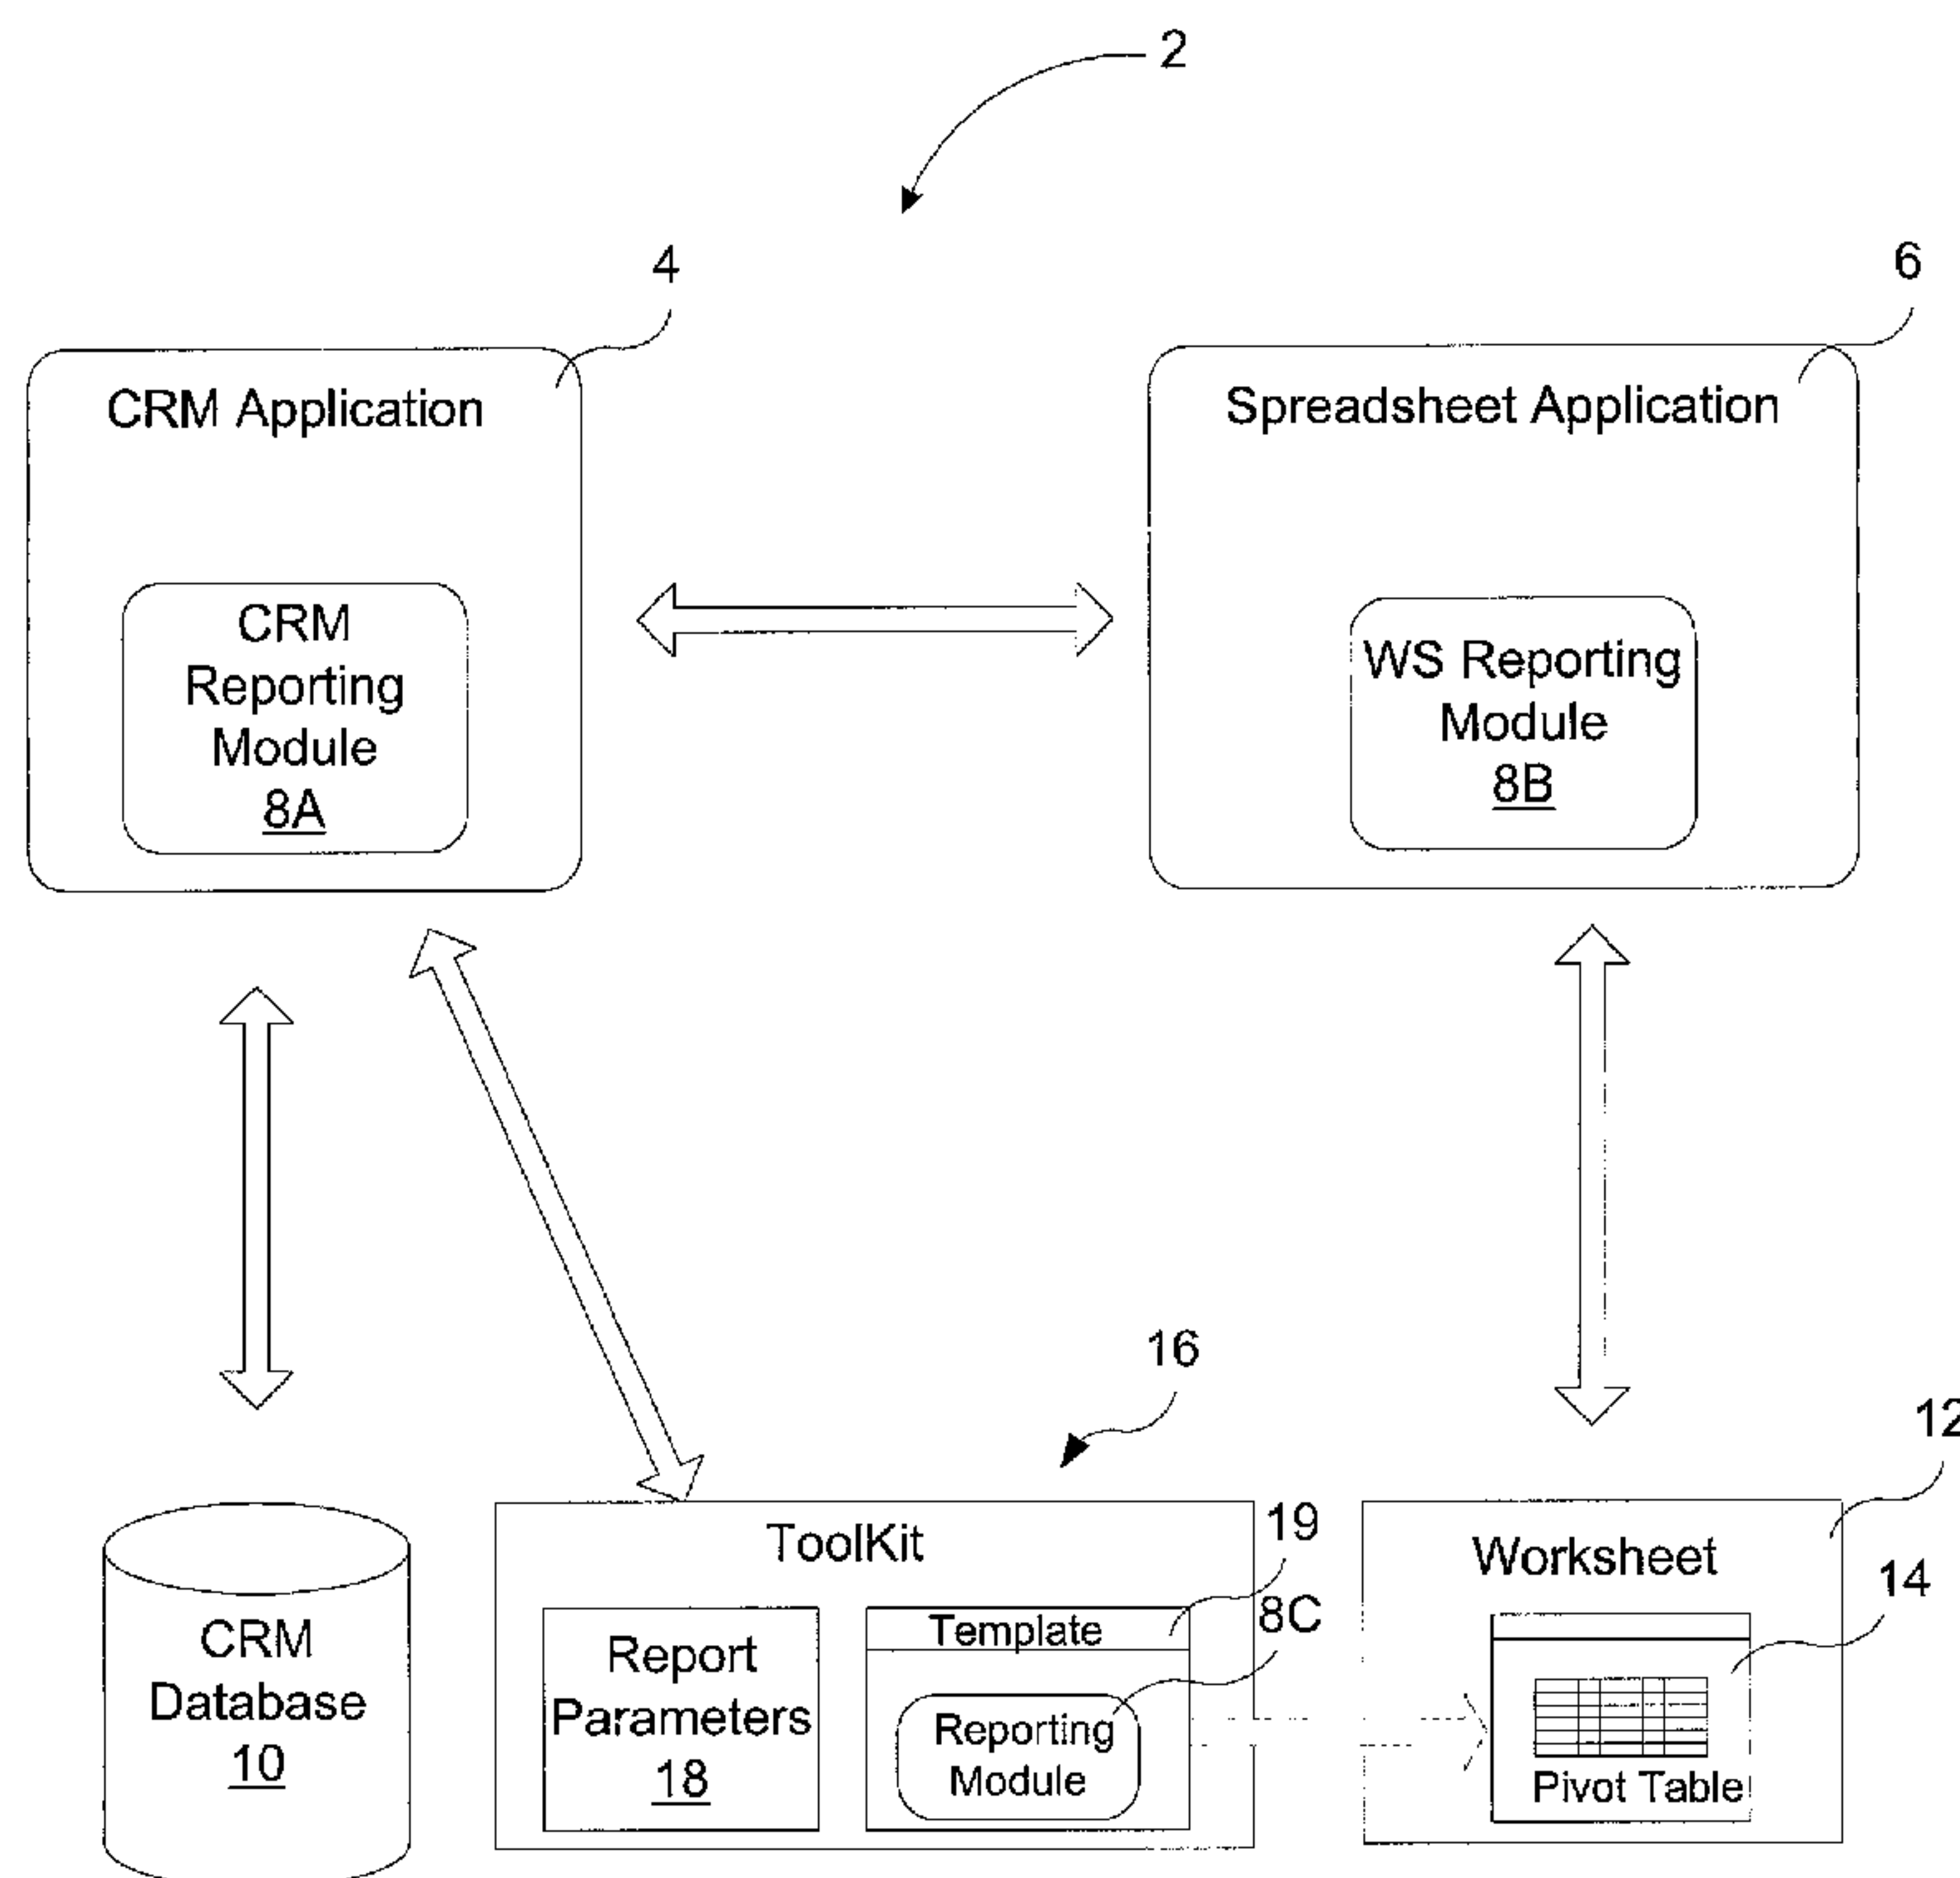 2
4
6
CRM Application
Spreadsheet Application
CRM
Reporting
Module
8A
WS Reporting
Module
8B
16
12
ToolKit
19
Worksheet
14
8C
CRM
Database
10
Report
Parameters
18
Template
Reporting
Module
Pivot Table